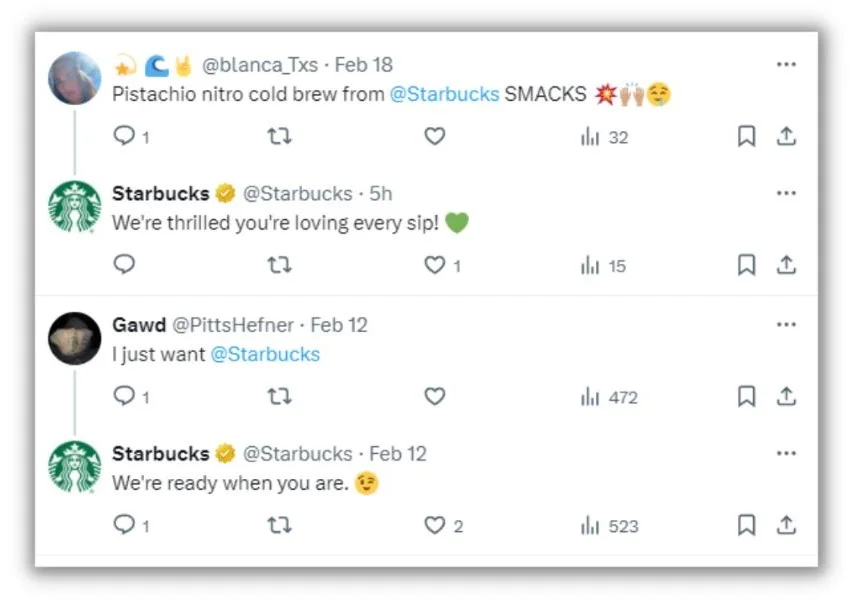 💫 🌊 🤘 @blanca_Txs · Feb 18
Pistachio nitro cold brew from @Starbucks SMACKS 💥🙌🏽🤤
1 32
Starbucks @Starbucks · 5h
We're thrilled you're loving every sip! 💚
1 15
Gawd @PittsHefner · Feb 12
I just want @Starbucks
1 472
Starbucks @Starbucks · Feb 12
We're ready when you are. 😉
1 2 523